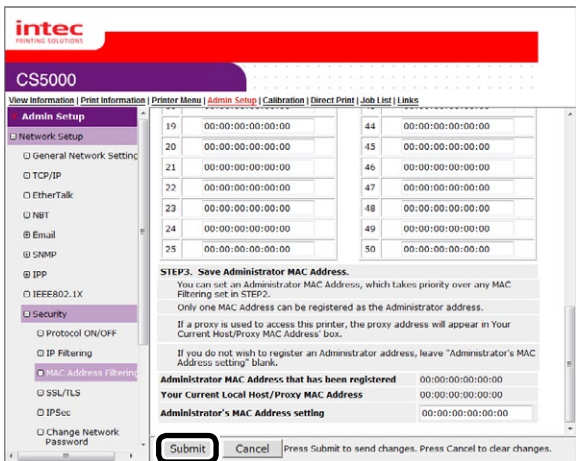 intec
PRINTING SOLUTIONS
CS5000
View Information | Print Information | Printer Menu | Admin Setup | Calibration | Direct Print | Job List | Links
Admin Setup
Network Setup
General Network Setting
TCP/IP
EtherTalk
NBT
Email
SNMP
IPP
IEEE802.1X
Security
Protocol ON/OFF
IP Filtering
MAC Address Filtering
SSL/TLS
IPSec
Change Network
Password
19 00:00:00:00:00:00 44 00:00:00:00:00:00
20 00:00:00:00:00:00 45 00:00:00:00:00:00
21 00:00:00:00:00:00 46 00:00:00:00:00:00
22 00:00:00:00:00:00 47 00:00:00:00:00:00
23 00:00:00:00:00:00 48 00:00:00:00:00:00
24 00:00:00:00:00:00 49 00:00:00:00:00:00
25 00:00:00:00:00:00 50 00:00:00:00:00:00
STEP3. Save Administrator MAC Address.
You can set an Administrator MAC Address, which takes priority over any MAC
Filtering set in STEP2.
Only one MAC Address can be registered as the Administrator address.
If a proxy is used to access this printer, the proxy address will appear in Your
Current Host/Proxy MAC Address' box.
If you do not wish to register an Administrator address, leave "Administrator's MAC
Address setting" blank.
Administrator MAC Address that has been registered 00:00:00:00:00:00
Your Current Local Host/Proxy MAC Address 00:00:00:00:00:00
Administrator's MAC Address setting 00:00:00:00:00:00
Submit Cancel Press Submit to send changes. Press Cancel to clear changes.